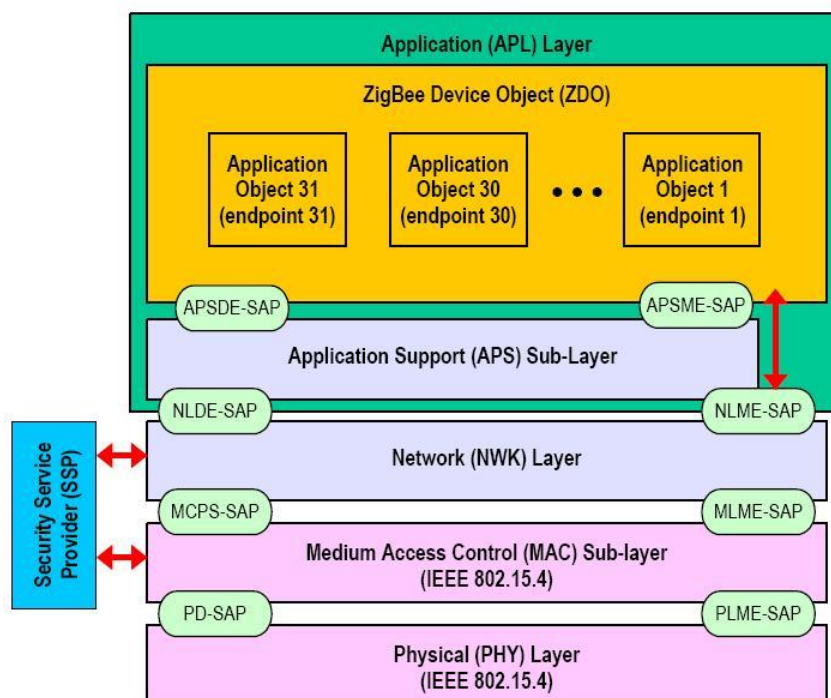 Application (APL) Layer
ZigBee Device Object (ZDO)
Application
Object 31
(endpoint 31)
Application
Object 30
(endpoint 30)
• • •
Application
Object 1
(endpoint 1)
APSDE-SAP
APSME-SAP
Application Support (APS) Sub-Layer
NLDE-SAP
NLME-SAP
Security Service
Provider (SSP)
Network (NWK) Layer
MCPS-SAP
MLME-SAP
Medium Access Control (MAC) Sub-layer
(IEEE 802.15.4)
PD-SAP
PLME-SAP
Physical (PHY) Layer
(IEEE 802.15.4)